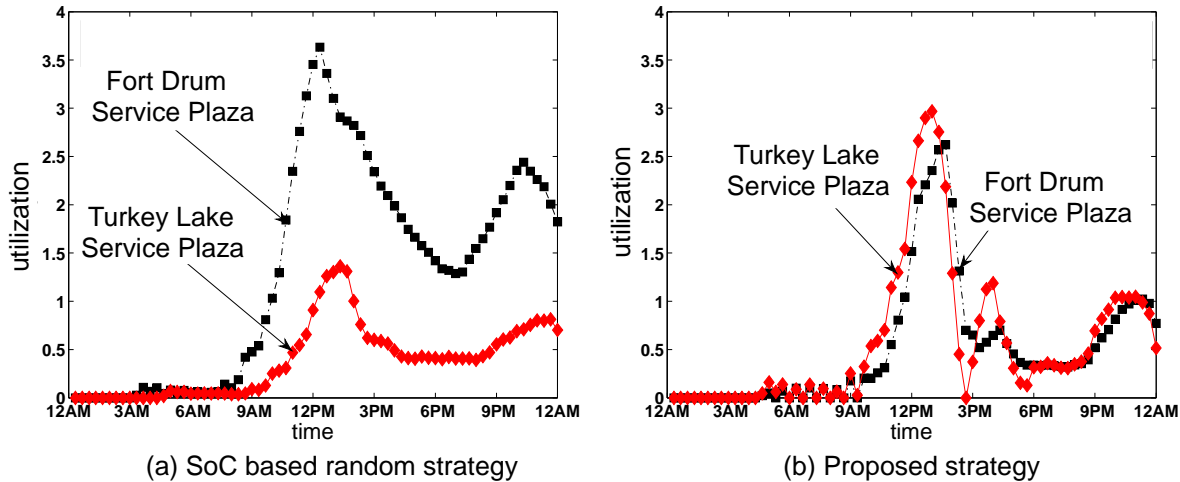 4
3.5
3
2.5
2
1.5
1
0.5
0
12AM 3AM 6AM 9AM 12PM 3PM 6PM 9PM 12AM
utilization
time
Fort Drum
Service Plaza
Turkey Lake
Service Plaza
(a) SoC based random strategy
4
3.5
3
2.5
2
1.5
1
0.5
0
12AM 3AM 6AM 9AM 12PM 3PM 6PM 9PM 12AM
utilization
time
Turkey Lake
Service Plaza
Fort Drum
Service Plaza
(b) Proposed strategy